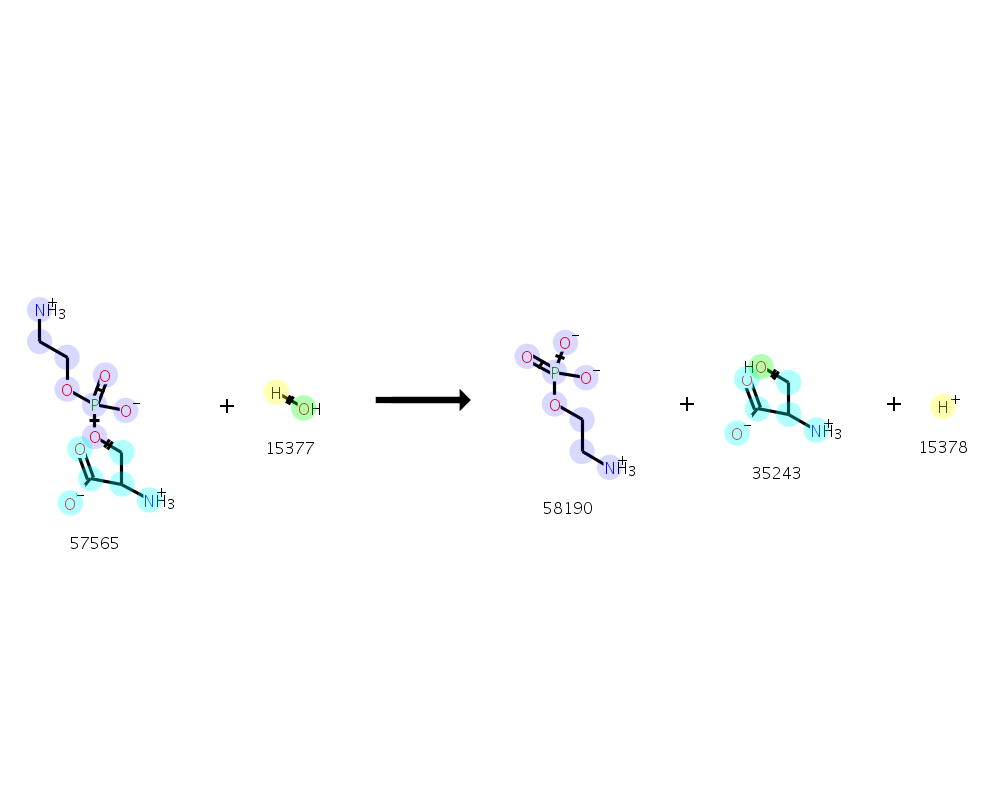 NH3+
O
O
P
O-
O
O
O-
NH3+
57565
+
H
OH
15377
+
O-
O
P
O-
O
NH3+
58190
+
HO
O
O-
NH3+
35243
+
H+
15378